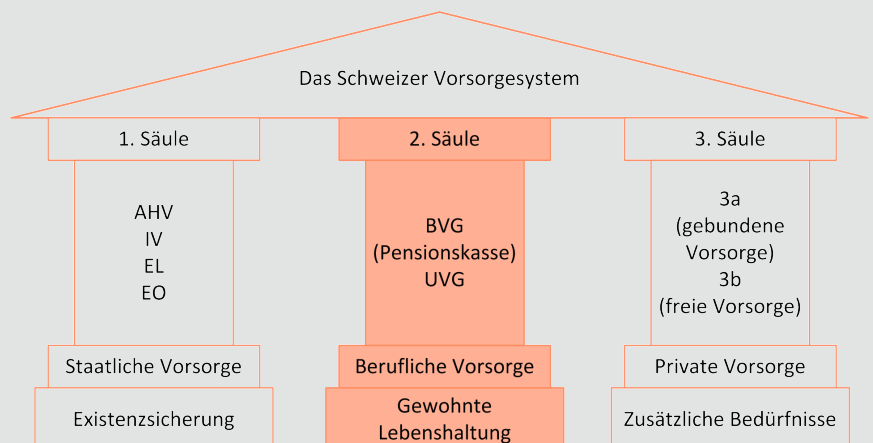 Das Schweizer Vorsorgesystem
1. Säule
AHV
IV
EL
EO
Staatliche Vorsorge
Existenzsicherung
2. Säule
BVG
(Pensionskasse)
UVG
Berufliche Vorsorge
Gewohnte
Lebenshaltung
3. Säule
3a
(gebundene
Vorsorge)
3b
(freie Vorsorge)
Private Vorsorge
Zusätzliche Bedürfnisse